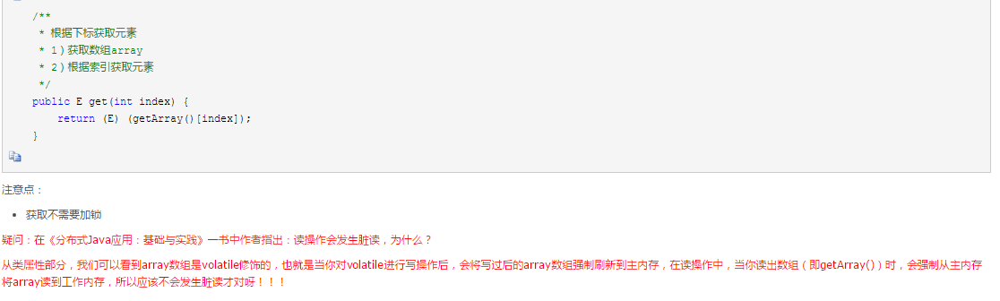 /**
 * 根据下标获取元素
 * 1）获取数组array
 * 2）根据索引获取元素
 */
public E get(int index) {
    return (E) (getArray()[index]);
}
注意点：
• 获取不需要加锁
疑问：在《分布式Java应用：基础与实践》一书中作者指出：读操作会发生脏读，为什么？
从类属性部分，我们可以看到array数组是volatile修饰的，也就是当你对volatile进行写操作后，会将写过后的array数组强制刷新到主内存，在读操作中，当你读出数组（即getArray()）时，会强制从主内存
将array读到工作内存，所以应该不会发生脏读才对呀！！！